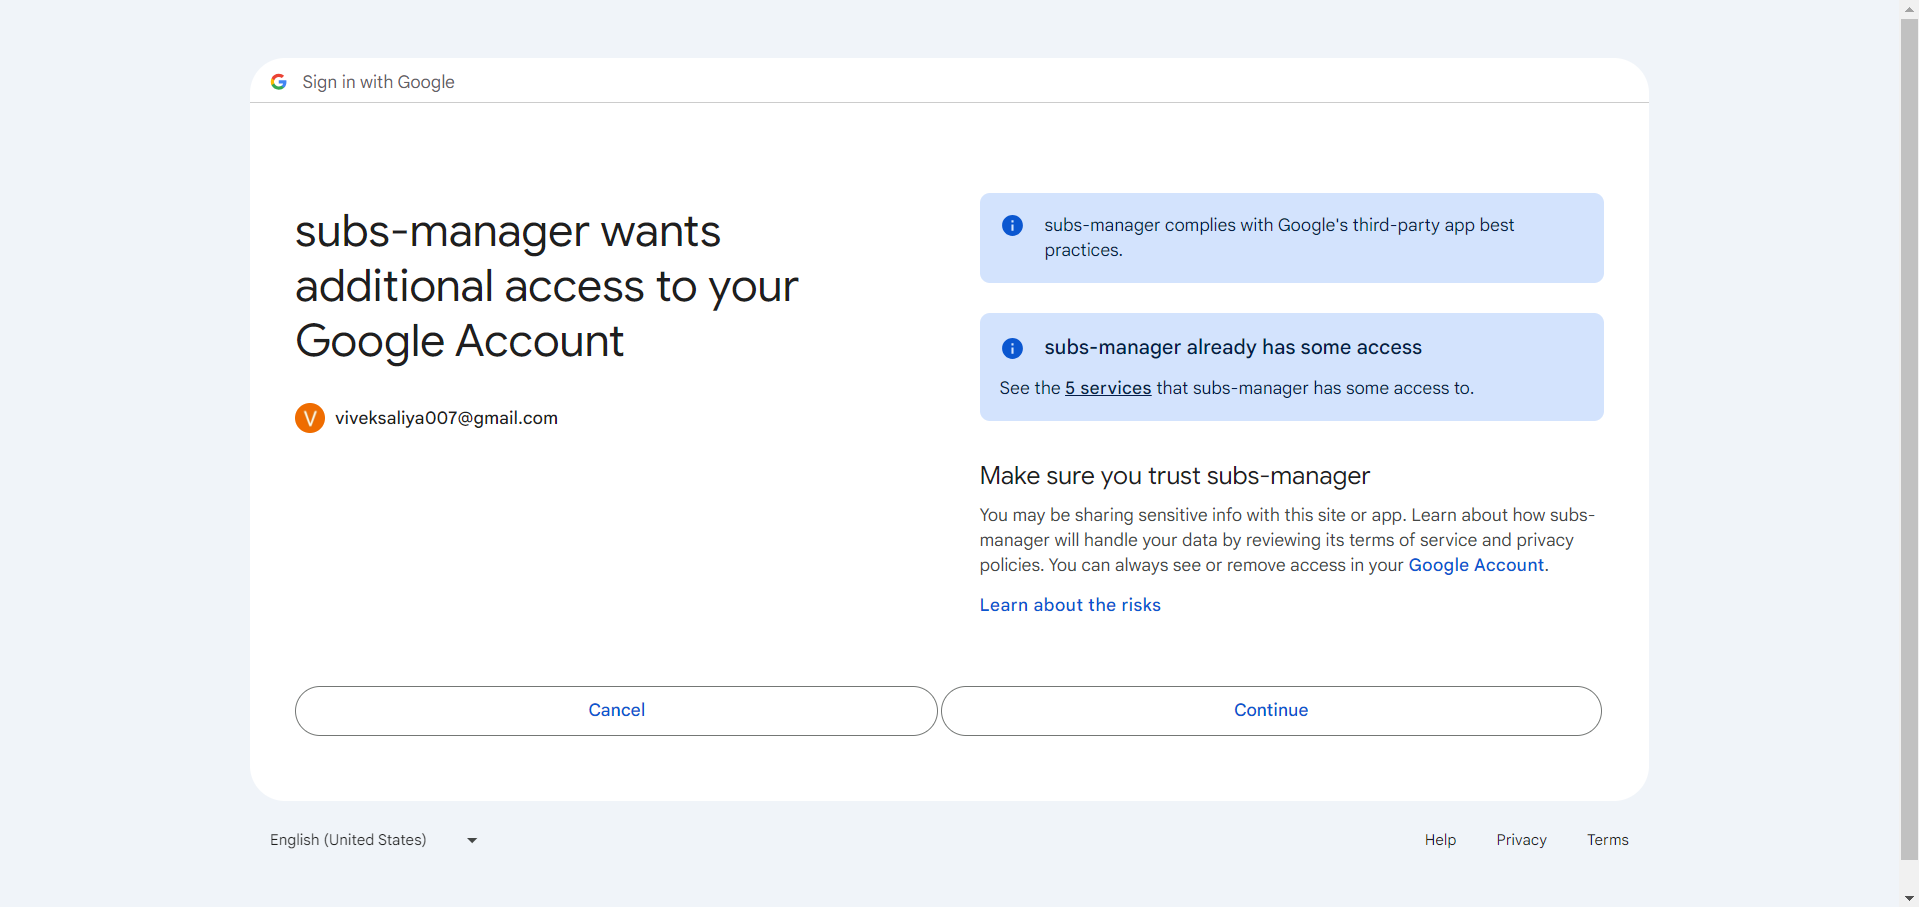 Sign in with Google
subs-manager wants
additional access to your
Google Account
V viveksaliya007@gmail.com
subs-manager complies with Google's third-party app best
practices.
subs-manager already has some access
See the 5 services that subs-manager has some access to.
Make sure you trust subs-manager
You may be sharing sensitive info with this site or app. Learn about how subs-
manager will handle your data by reviewing its terms of service and privacy
policies. You can always see or remove access in your Google Account.
Learn about the risks
Cancel
Continue
English (United States)
Help Privacy Terms